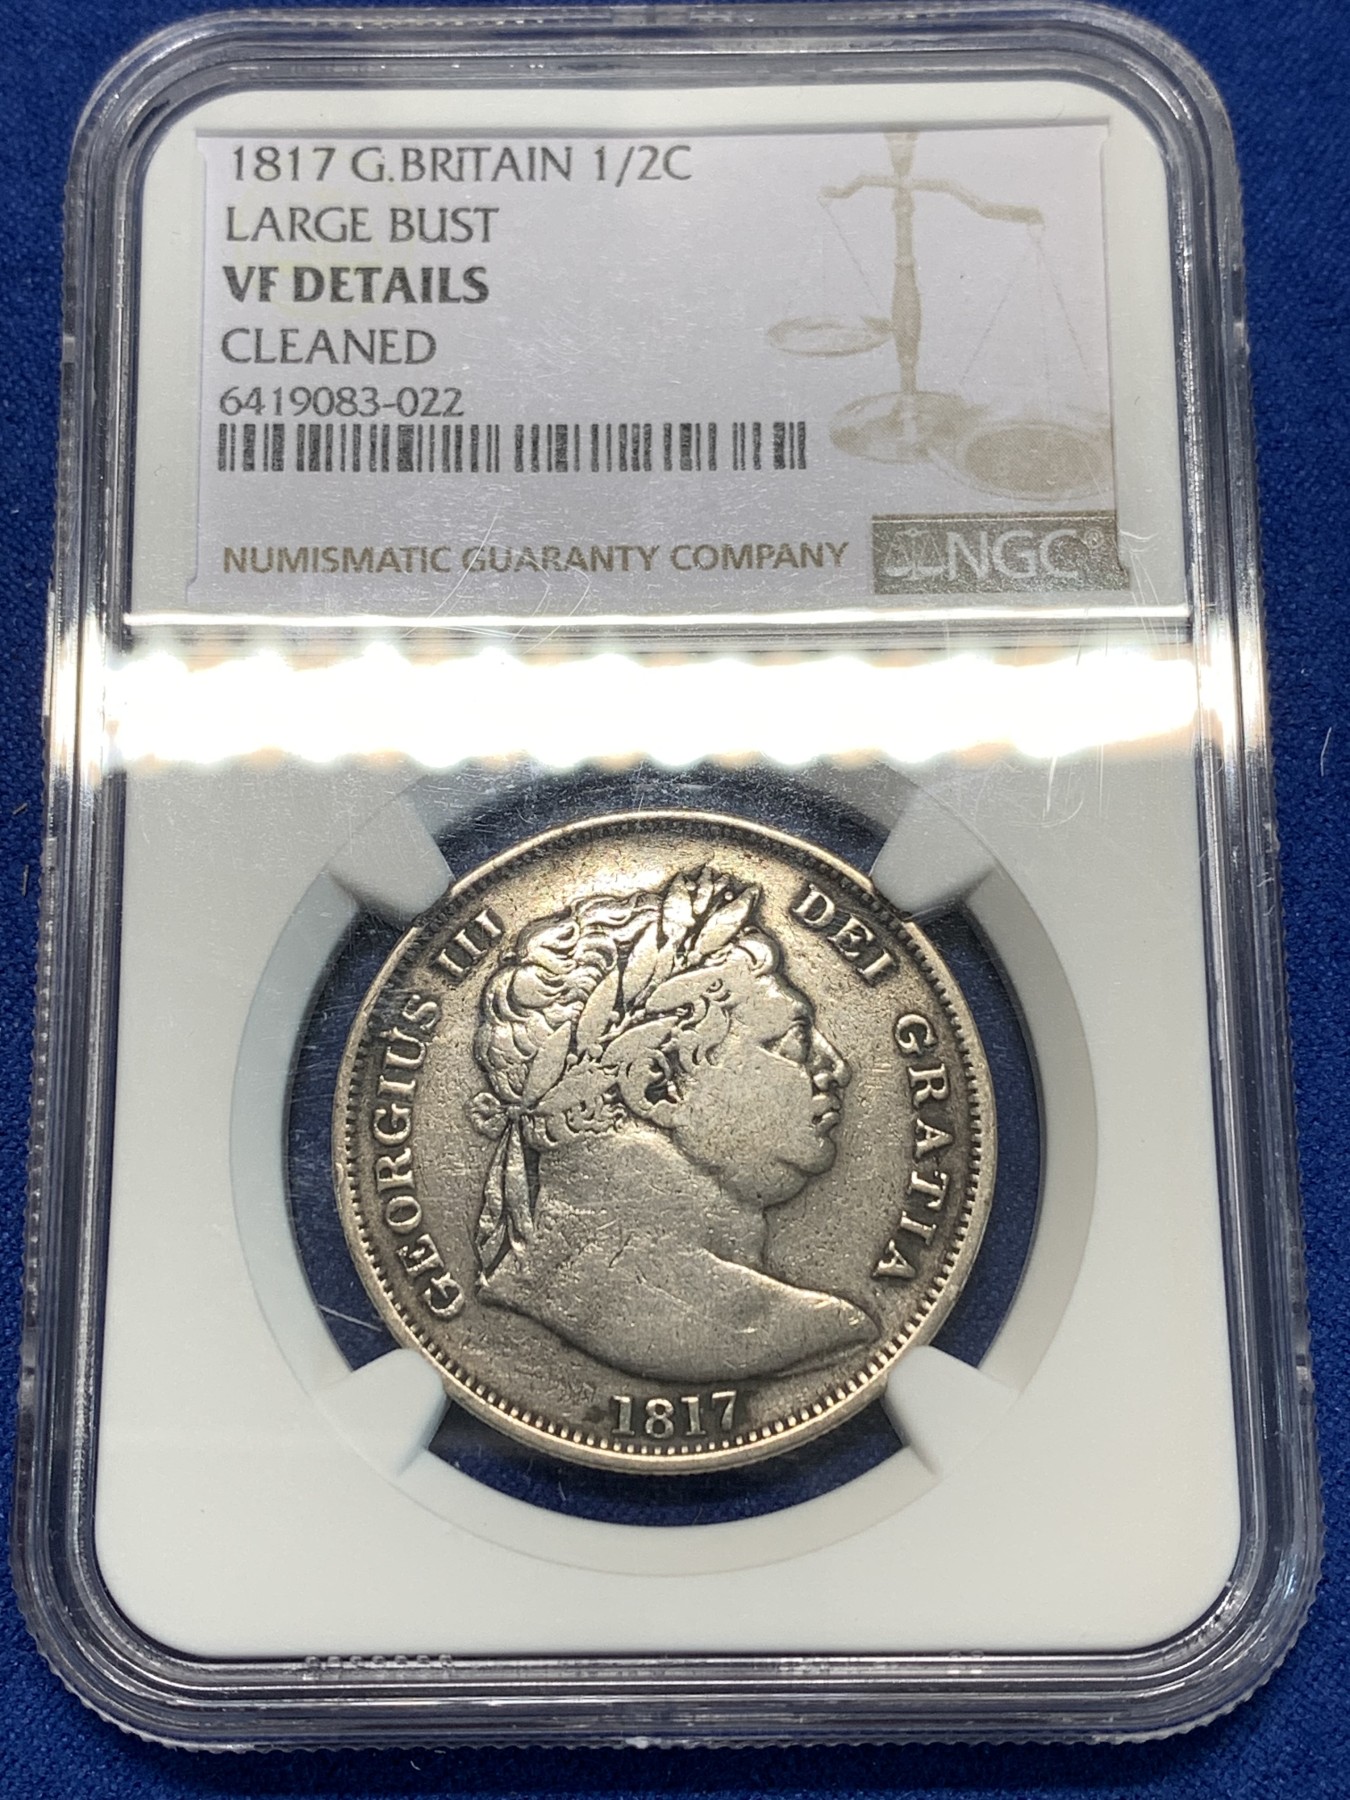 1817 G.BRITAIN 1/2C
LARGE BUST
VF DETAILS
CLEANED
6419083-022
NUMISMATIC GUARANTY COMPANY NGC®
GEORGIUS III DEI GRATIA
1817